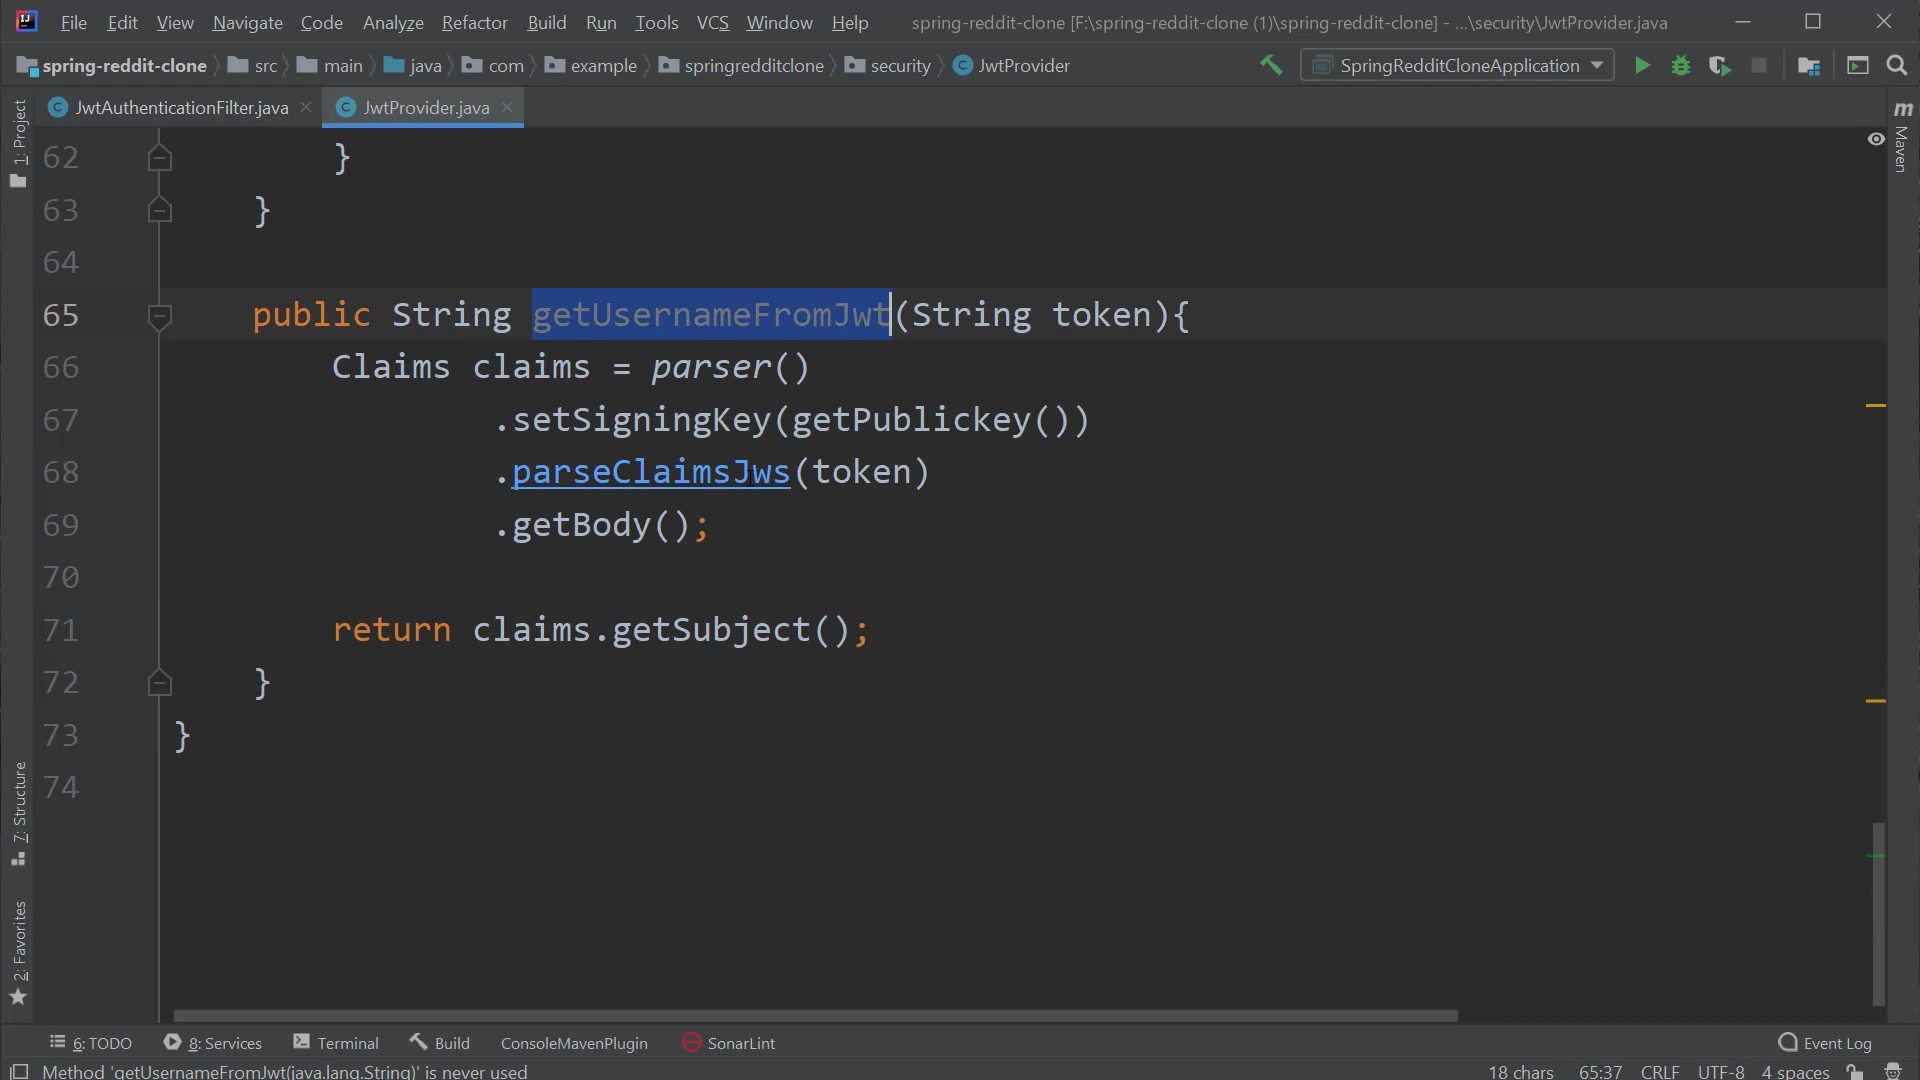 File Edit View Navigate Code Analyze Refactor Build Run Tools VCS Window Help spring-reddit-clone [F:\spring-reddit-clone (1)\spring-reddit-clone] - ...\security\JwtProvider.java
spring-reddit-clone src main java com example springredditclone security JwtProvider SpringRedditCloneApplication
JwtAuthenticationFilter.java JwtProvider.java
1: Project
7: Structure
2: Favorites
Maven
62 }
63 }
64
65 public String getUsernameFromJwt(String token){
66 Claims claims = parser()
67 .setSigningKey(getPublickey())
68 .parseClaimsJws(token)
69 .getBody();
70
71 return claims.getSubject();
72 }
73 }
74
6: TODO 8: Services Terminal Build ConsoleMavenPlugin SonarLint Event Log
Method 'getUsernameFromJwt(java.lang.String)' is never used 18 chars 65:37 CRLF UTF-8 4 spaces